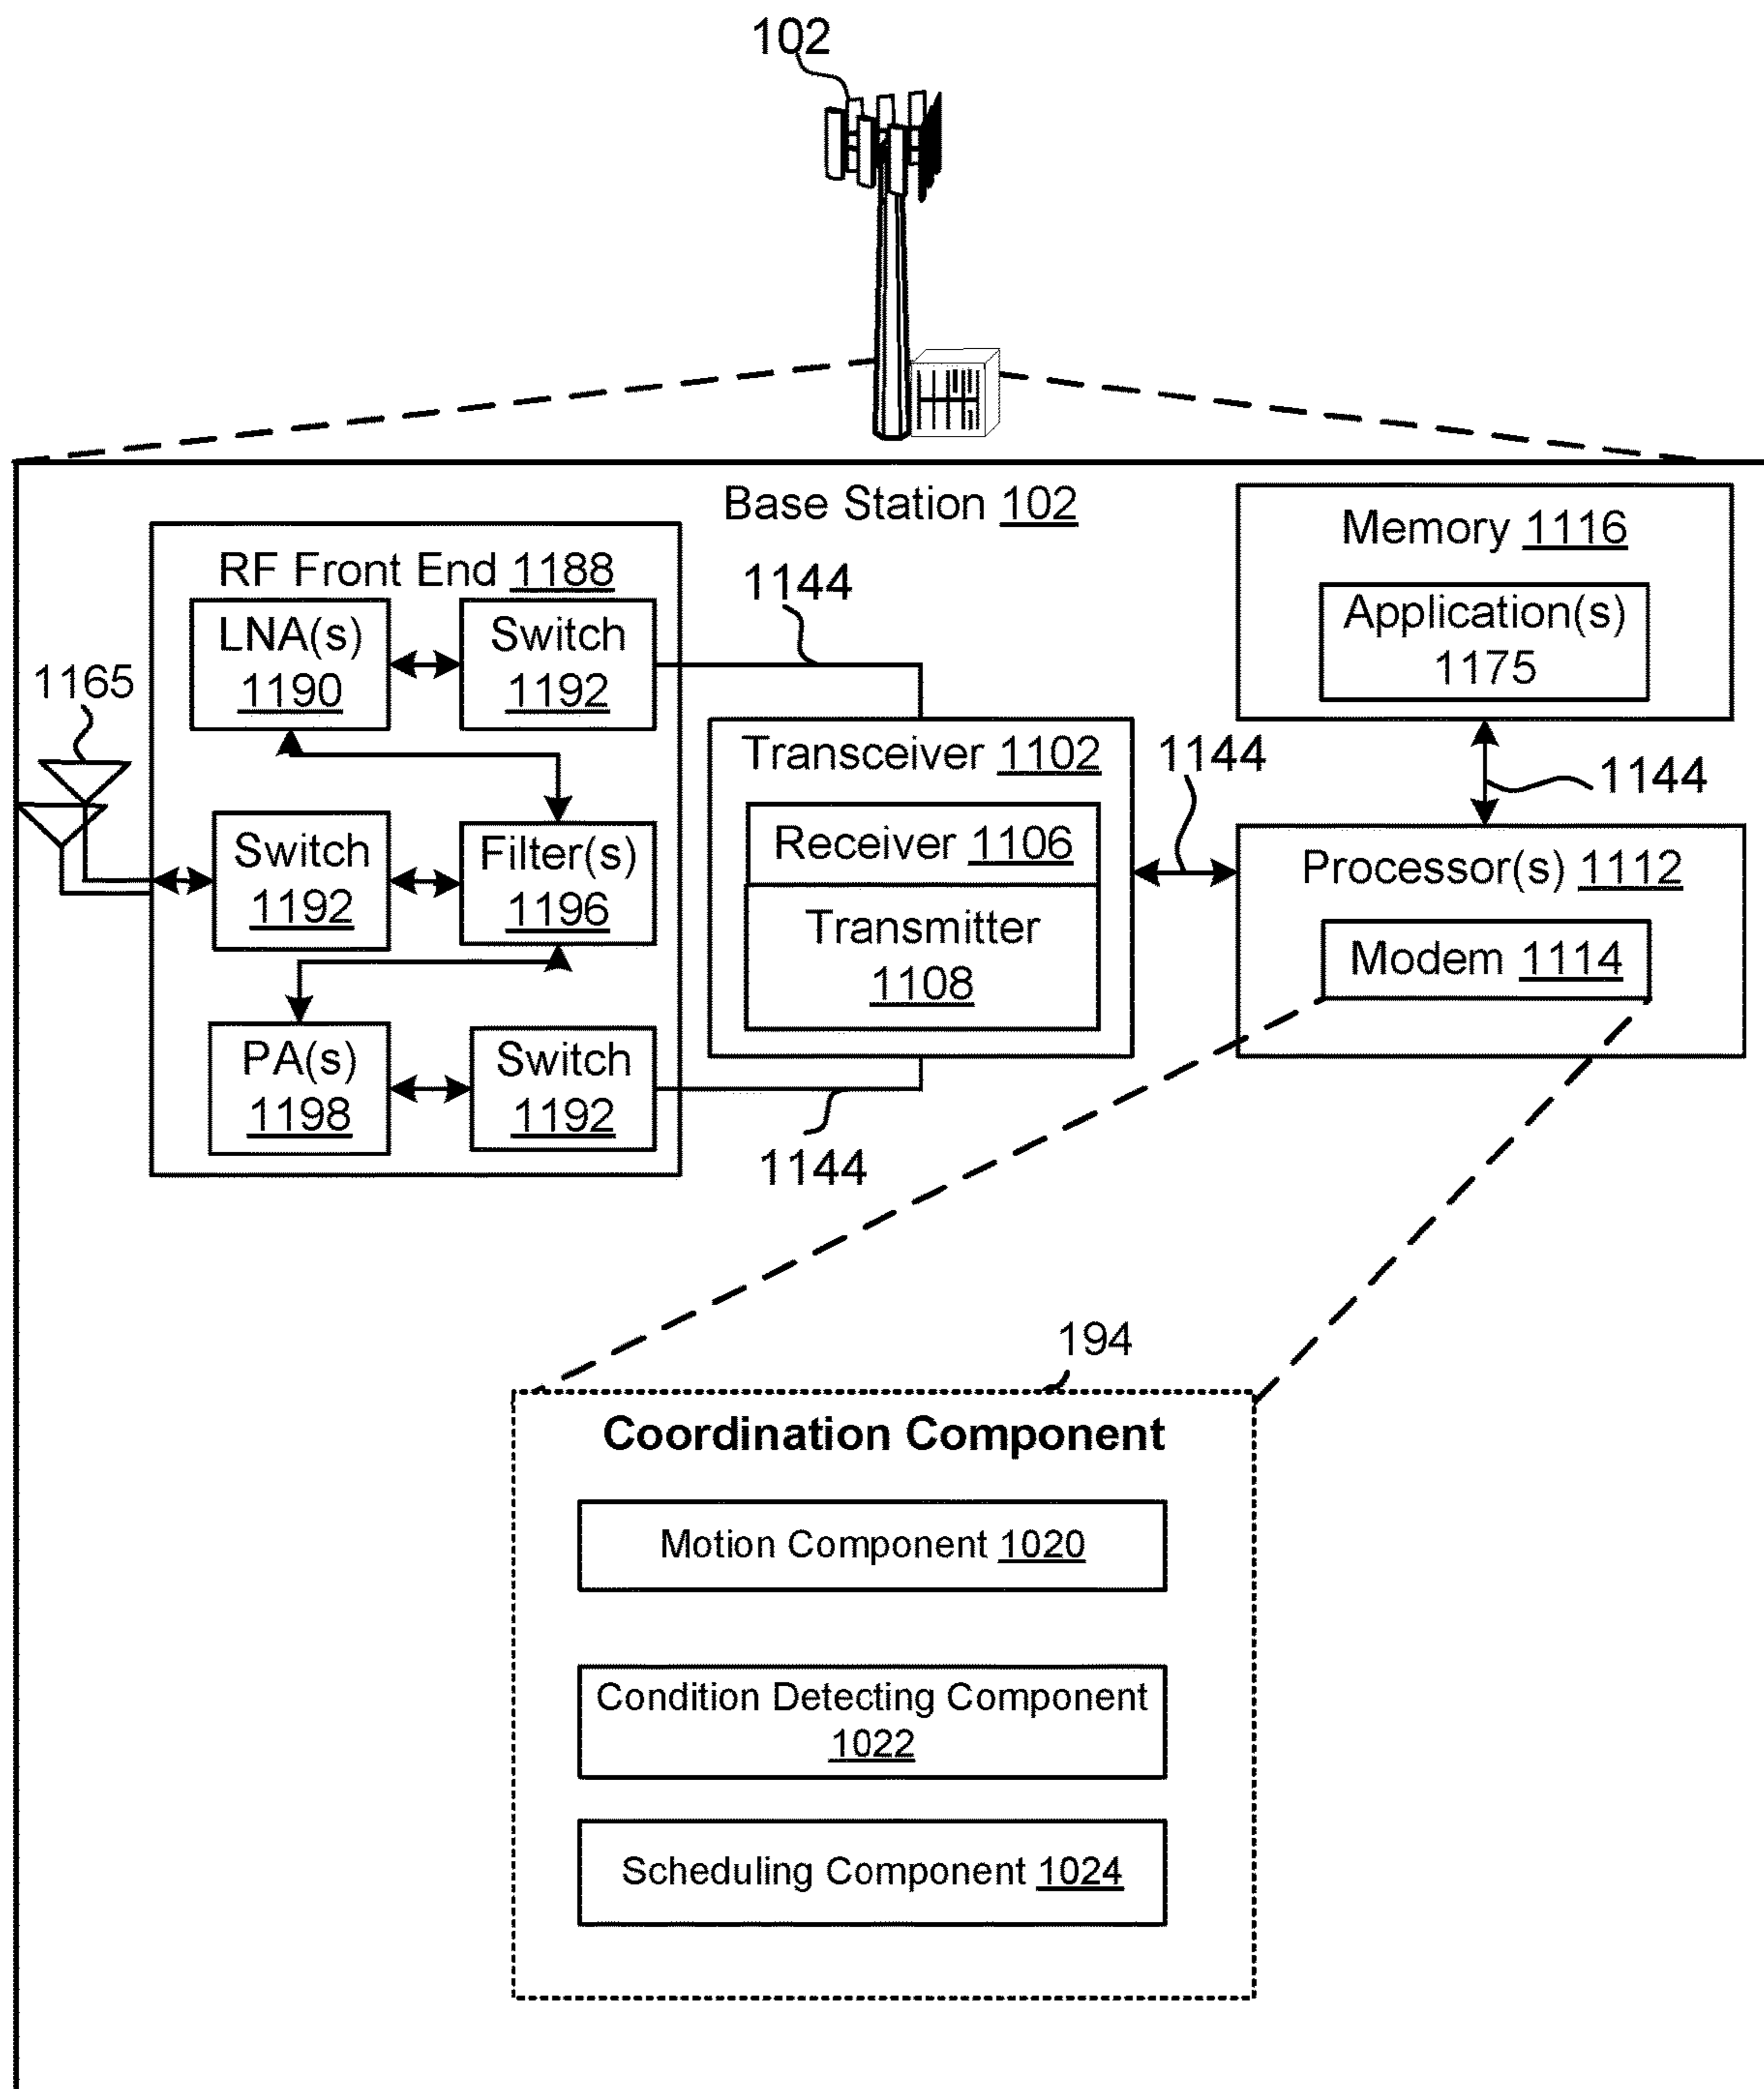 102
Base Station 102
RF Front End 1188
LNA(s)
1190
Switch
1192
1144
1165
Switch
1192
Filter(s)
1196
PA(s)
1198
Switch
1192
1144
Transceiver 1102
Receiver 1106
Transmitter
1108
1144
Memory 1116
Application(s)
1175
1144
Processor(s) 1112
Modem 1114
194
Coordination Component
Motion Component 1020
Condition Detecting Component
1022
Scheduling Component 1024